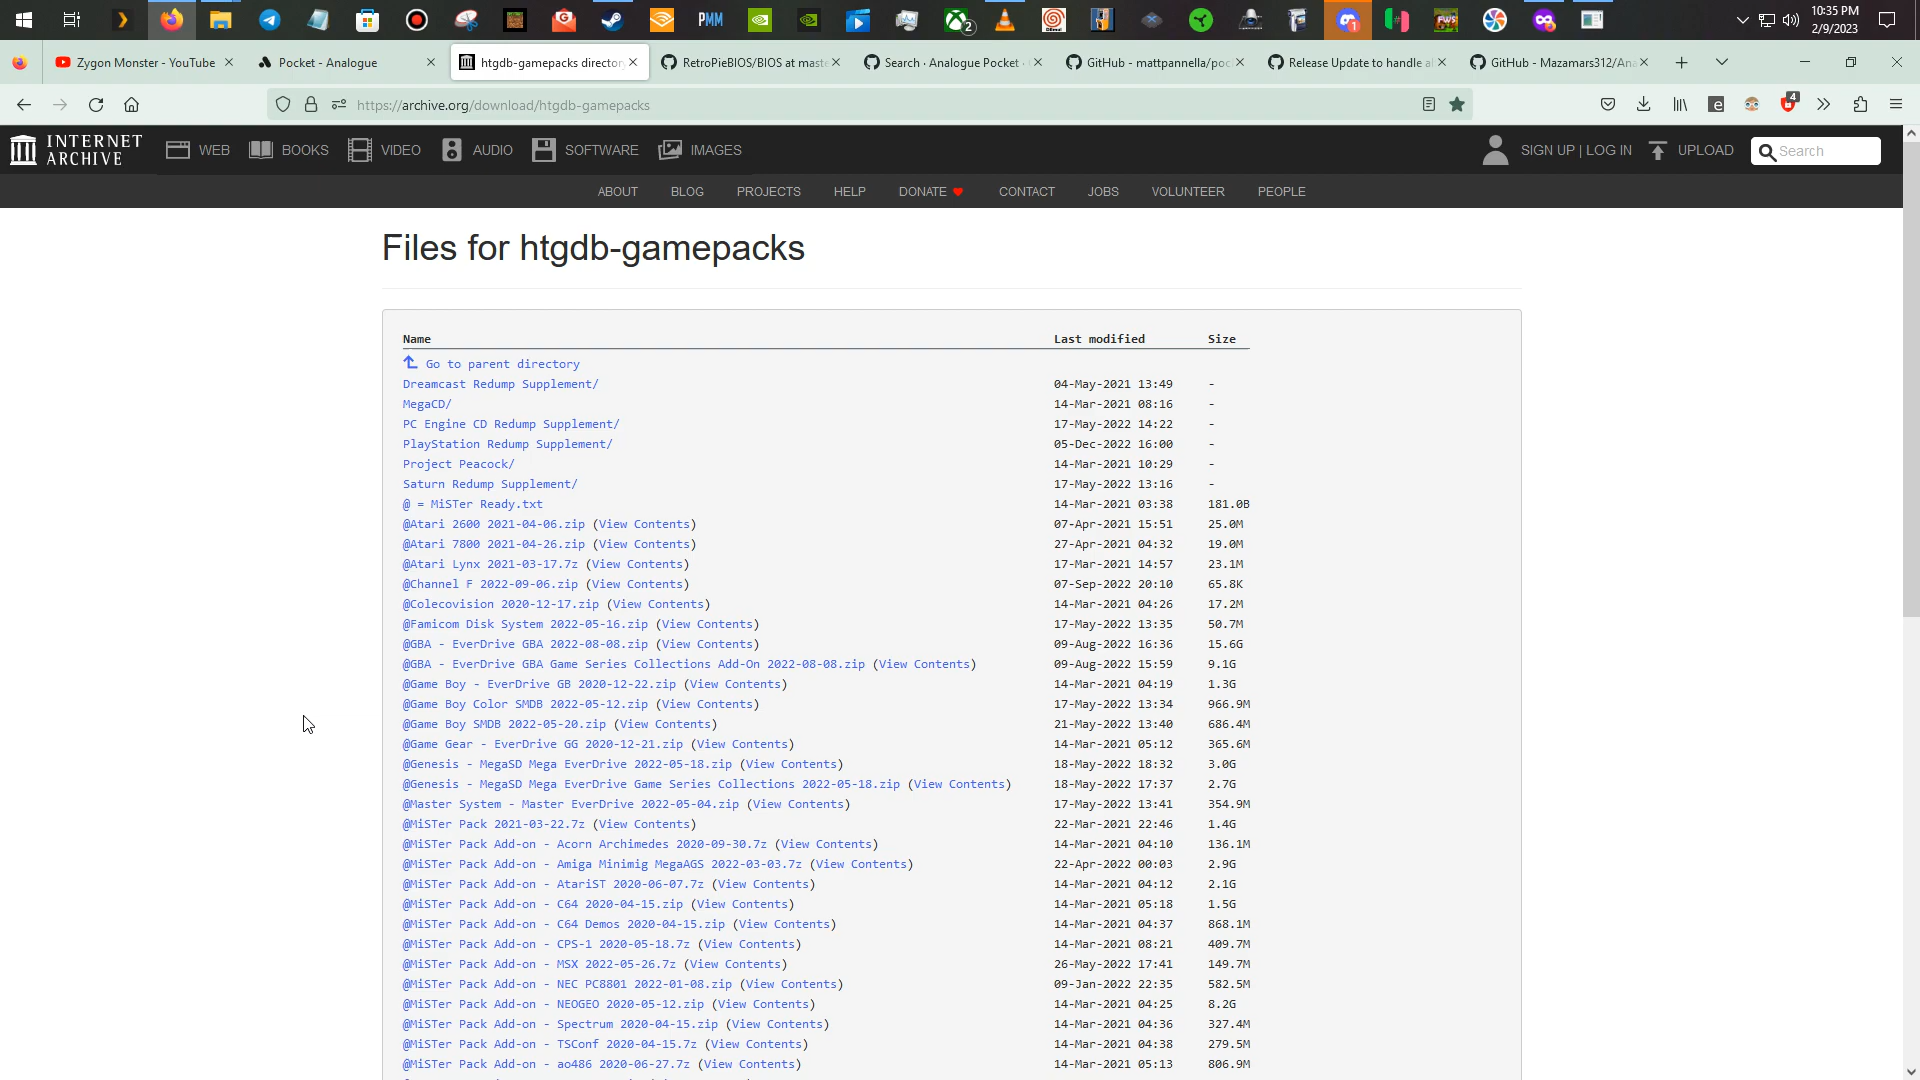 PMM
2
1
FWS
10:35 PM
2/9/2023
Zygon Monster - YouTube
Pocket - Analogue
htgdb-gamepacks director
RetroPieBIOS/BIOS at maste
Search · Analogue Pocket ·
GitHub - mattpannella/poc
Release Update to handle a
GitHub - Mazamars312/Ana
https://archive.org/download/htgdb-gamepacks
4
INTERNET ARCHIVE
WEB
BOOKS
VIDEO
AUDIO
SOFTWARE
IMAGES
SIGN UP | LOG IN
UPLOAD
Search
ABOUT
BLOG
PROJECTS
HELP
DONATE
CONTACT
JOBS
VOLUNTEER
PEOPLE
Files for htgdb-gamepacks
Name Last modified Size
Go to parent directory
Dreamcast Redump Supplement/ 04-May-2021 13:49 -
MegaCD/ 14-Mar-2021 08:16 -
PC Engine CD Redump Supplement/ 17-May-2022 14:22 -
PlayStation Redump Supplement/ 05-Dec-2022 16:00 -
Project Peacock/ 14-Mar-2021 10:29 -
Saturn Redump Supplement/ 17-May-2022 13:16 -
@ = MiSTer Ready.txt 14-Mar-2021 03:38 181.0B
@Atari 2600 2021-04-06.zip (View Contents) 07-Apr-2021 15:51 25.0M
@Atari 7800 2021-04-26.zip (View Contents) 27-Apr-2021 04:32 19.0M
@Atari Lynx 2021-03-17.7z (View Contents) 17-Mar-2021 14:57 23.1M
@Channel F 2022-09-06.zip (View Contents) 07-Sep-2022 20:10 65.8K
@Colecovision 2020-12-17.zip (View Contents) 14-Mar-2021 04:26 17.2M
@Famicom Disk System 2022-05-16.zip (View Contents) 17-May-2022 13:35 50.7M
@GBA - EverDrive GBA 2022-08-08.zip (View Contents) 09-Aug-2022 16:36 15.6G
@GBA - EverDrive GBA Game Series Collections Add-On 2022-08-08.zip (View Contents) 09-Aug-2022 15:59 9.1G
@Game Boy - EverDrive GB 2020-12-22.zip (View Contents) 14-Mar-2021 04:19 1.3G
@Game Boy Color SMDB 2022-05-12.zip (View Contents) 17-May-2022 13:34 966.9M
@Game Boy SMDB 2022-05-20.zip (View Contents) 21-May-2022 13:40 686.4M
@Game Gear - EverDrive GG 2020-12-21.zip (View Contents) 14-Mar-2021 05:12 365.6M
@Genesis - MegaSD Mega EverDrive 2022-05-18.zip (View Contents) 18-May-2022 18:32 3.0G
@Genesis - MegaSD Mega EverDrive Game Series Collections 2022-05-18.zip (View Contents) 18-May-2022 17:37 2.7G
@Master System - Master EverDrive 2022-05-04.zip (View Contents) 17-May-2022 13:41 354.9M
@MiSTer Pack 2021-03-22.7z (View Contents) 22-Mar-2021 22:46 1.4G
@MiSTer Pack Add-on - Acorn Archimedes 2020-09-30.7z (View Contents) 14-Mar-2021 04:10 136.1M
@MiSTer Pack Add-on - Amiga Minimig MegaAGS 2022-03-03.7z (View Contents) 22-Apr-2022 00:03 2.9G
@MiSTer Pack Add-on - AtariST 2020-06-07.7z (View Contents) 14-Mar-2021 04:12 2.1G
@MiSTer Pack Add-on - C64 2020-04-15.zip (View Contents) 14-Mar-2021 05:18 1.5G
@MiSTer Pack Add-on - C64 Demos 2020-04-15.zip (View Contents) 14-Mar-2021 04:37 868.1M
@MiSTer Pack Add-on - CPS-1 2020-05-18.7z (View Contents) 14-Mar-2021 08:21 409.7M
@MiSTer Pack Add-on - MSX 2022-05-26.7z (View Contents) 26-May-2022 17:41 149.7M
@MiSTer Pack Add-on - NEC PC8801 2022-01-08.zip (View Contents) 09-Jan-2022 22:35 582.5M
@MiSTer Pack Add-on - NEOGEO 2020-05-12.zip (View Contents) 14-Mar-2021 04:25 8.2G
@MiSTer Pack Add-on - Spectrum 2020-04-15.zip (View Contents) 14-Mar-2021 04:36 327.4M
@MiSTer Pack Add-on - TSConf 2020-04-15.7z (View Contents) 14-Mar-2021 04:38 279.5M
@MiSTer Pack Add-on - ao486 2020-06-27.7z (View Contents) 14-Mar-2021 05:13 806.9M